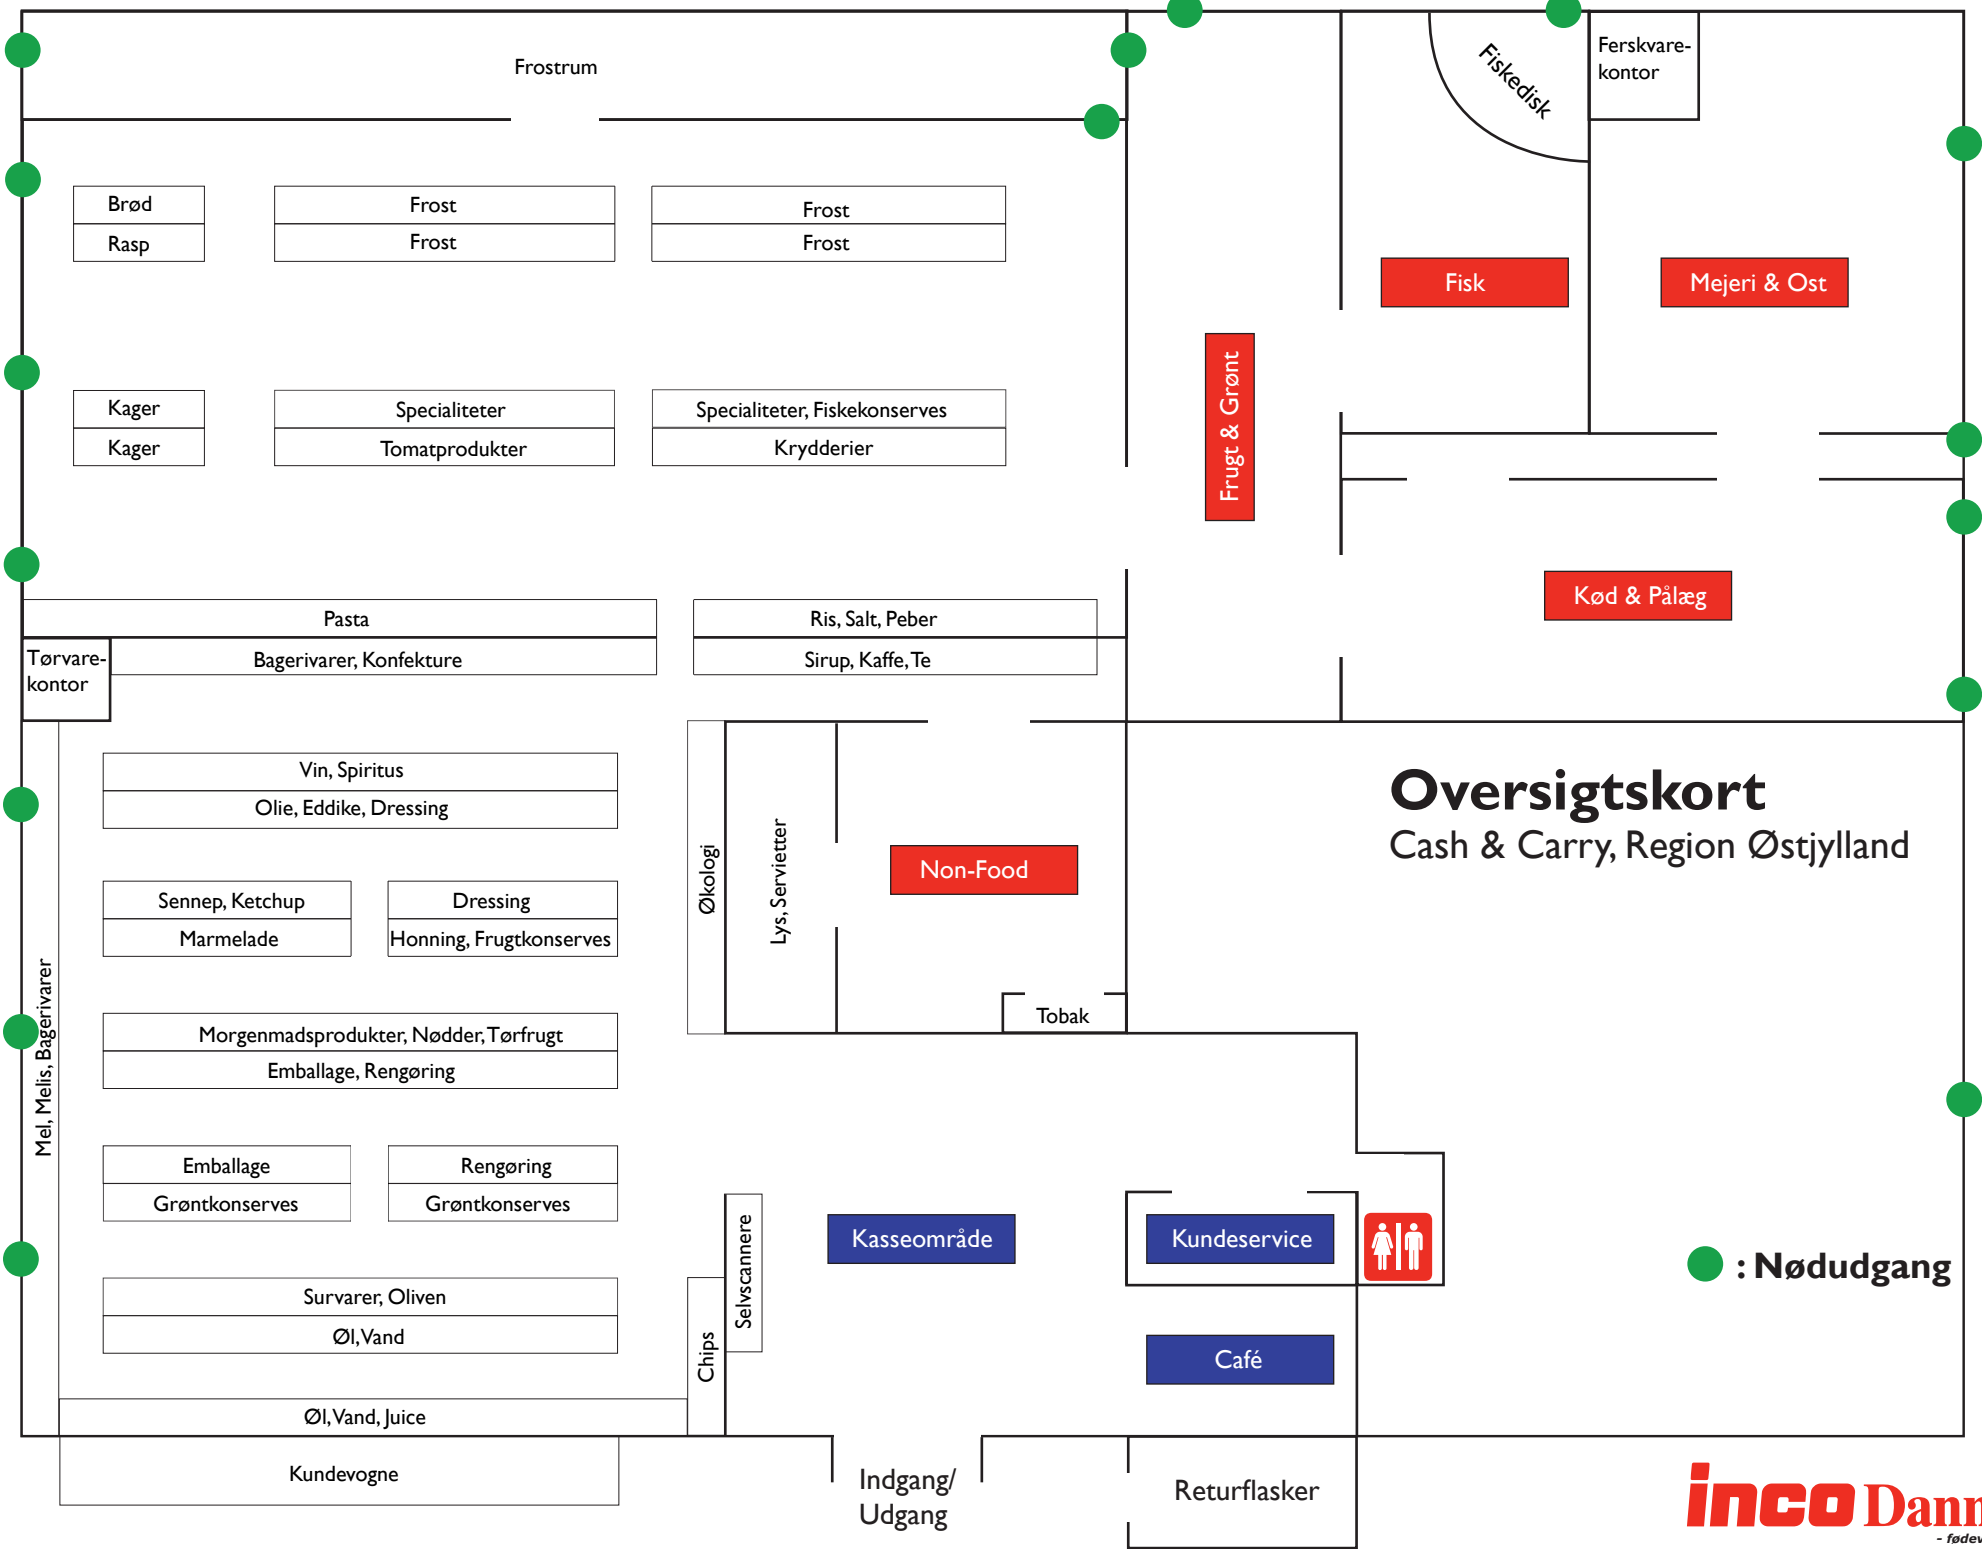 Frostrum
Fiskedisk
Ferskvare-
kontor
Brød
Rasp
Frost
Frost
Frost
Frost
Fisk
Mejeri & Ost
Frugt & Grønt
Kager
Kager
Specialiteter
Tomatprodukter
Specialiteter, Fiskekonserves
Krydderier
Kød & Pålæg
Pasta
Bagerivarer, Konfekture
Ris, Salt, Peber
Sirup, Kaffe, Te
Tørvare-
kontor
Vin, Spiritus
Olie, Eddike, Dressing
Økologi
Lys, Servietter
Non-Food
Oversigtskort
Cash & Carry, Region Østjylland
Sennep, Ketchup
Marmelade
Dressing
Honning, Frugtkonserves
Mel, Melis, Bagerivarer
Morgenmadsprodukter, Nødder, Tørfrugt
Emballage, Rengøring
Tobak
Emballage
Grøntkonserves
Rengøring
Grøntkonserves
Selvscannere
Kasseområde
Kundeservice
: Nødudgang
Survarer, Oliven
Øl, Vand
Chips
Café
Øl, Vand, Juice
Kundevogne
Indgang/
Udgang
Returflasker
inco